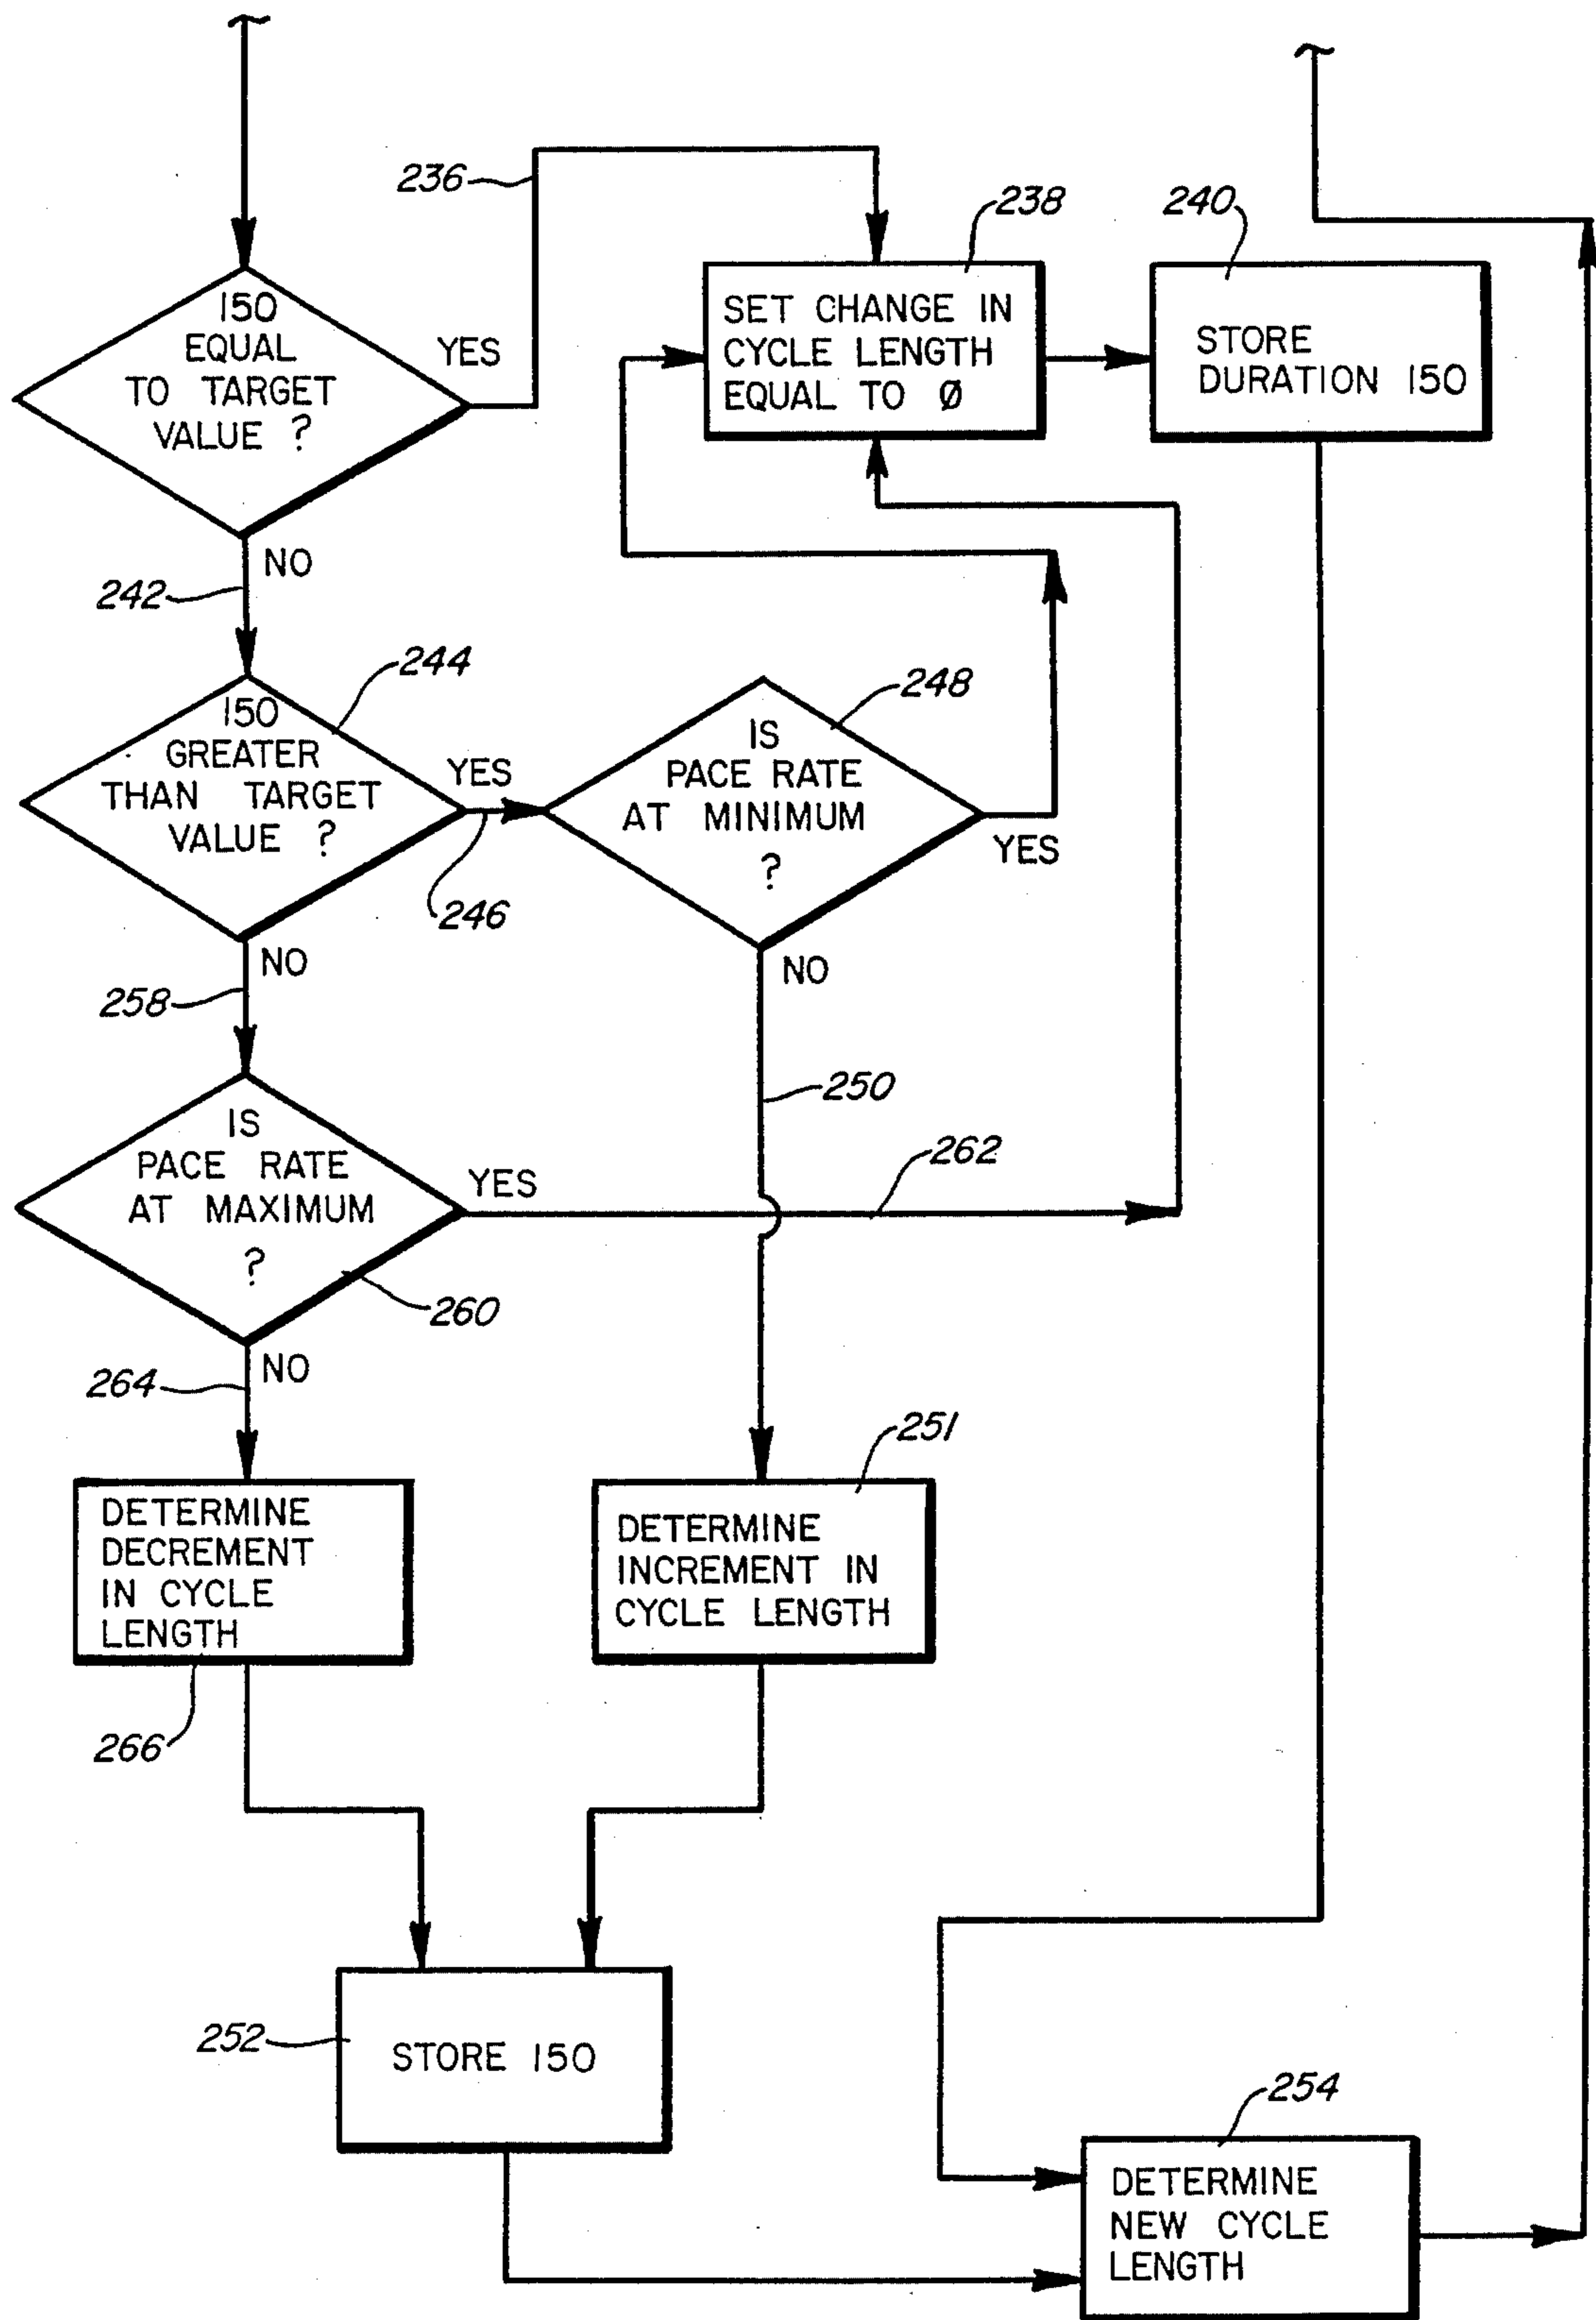 236
238
240
150
EQUAL
TO TARGET
VALUE ?
YES
SET CHANGE IN
CYCLE LENGTH
EQUAL TO Ø
STORE
DURATION 150
NO
242
244
150
GREATER
THAN TARGET
VALUE ?
YES
246
248
IS
PACE RATE
AT MINIMUM
?
YES
NO
258
NO
250
IS
PACE RATE
AT MAXIMUM
?
YES
262
260
NO
264
251
DETERMINE
DECREMENT
IN CYCLE
LENGTH
DETERMINE
INCREMENT IN
CYCLE LENGTH
266
252
STORE 150
254
DETERMINE
NEW CYCLE
LENGTH